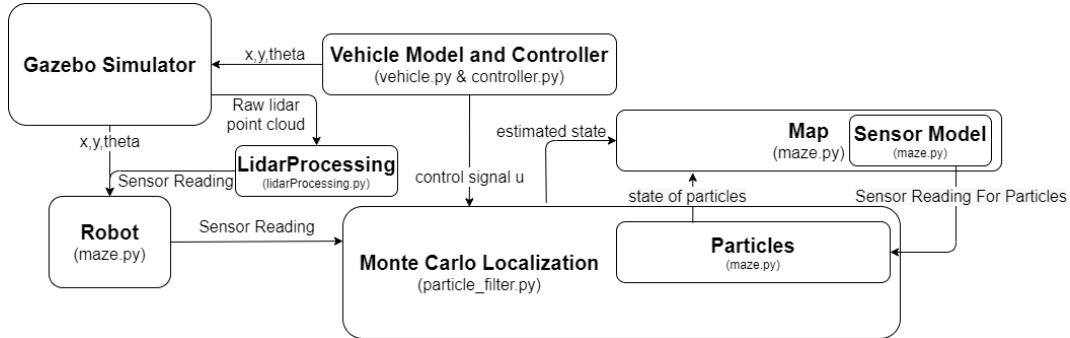 Gazebo Simulator
x,y,theta
Vehicle Model and Controller
(vehicle.py & controller.py)
Raw lidar
point cloud
x,y,theta
LidarProcessing
(lidarProcessing.py)
Sensor Reading
control signal u
estimated state
Map
(maze.py)
Sensor Model
(maze.py)
state of particles
Sensor Reading For Particles
Robot
(maze.py)
Sensor Reading
Monte Carlo Localization
(particle_filter.py)
Particles
(maze.py)